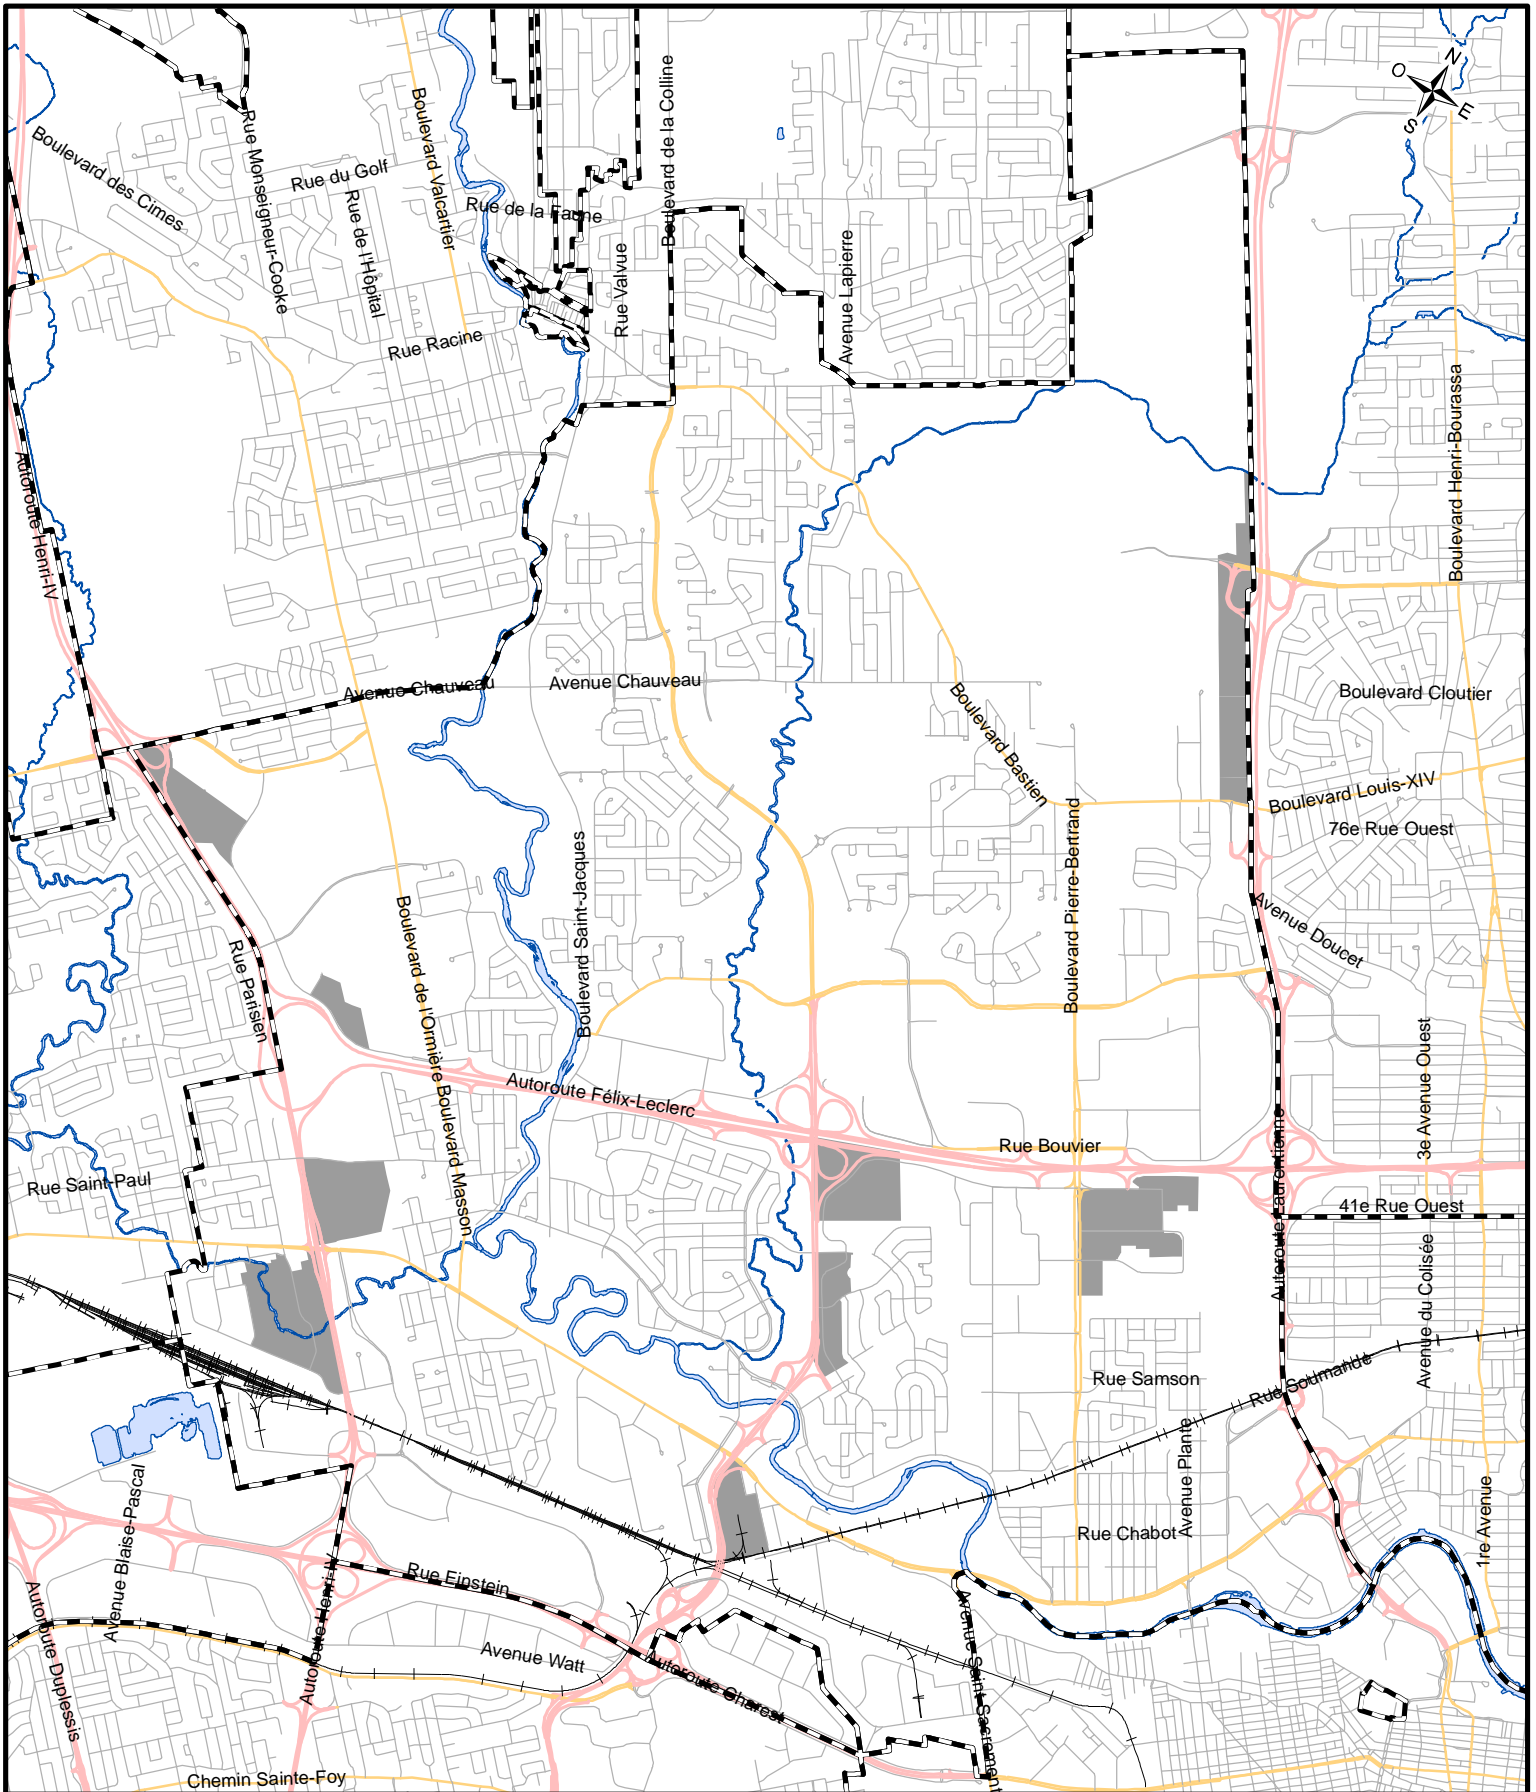 N
O
E
S
Boulevard de la Colline
Boulevard Valcartier
Rue Monseigneur-Cooke
Boulevard des Cimes
Rue du Golf
Rue de l'Hôpital
Rue de la Faune
Rue Valvue
Avenue Lapierre
Rue Racine
Boulevard Henri-Bourassa
Autoroute Henri-IV
Avenue Chauveau
Avenue Chauveau
Boulevard Bastien
Boulevard Cloutier
Boulevard Louis-XIV
76e Rue Ouest
Boulevard Pierre-Bertrand
Boulevard Saint-Jacques
Avenue Doucet
Boulevard de l'Ormière
Rue Parisien
3e Avenue Ouest
Autoroute Félix-Leclerc
Boulevard Masson
Rue Bouvier
Autoroute Laurentienne
Rue Saint-Paul
41e Rue Ouest
Avenue du Colisée
Rue Samson
Rue Soumande
Avenue Plante
Rue Chabot
1re Avenue
Avenue Blaise-Pascal
Rue Einstein
Autoroute Henri-IV
Autoroute Duplessis
Avenue Watt
Autoroute Charest
Avenue Saint-Sacrement
Chemin Sainte-Foy